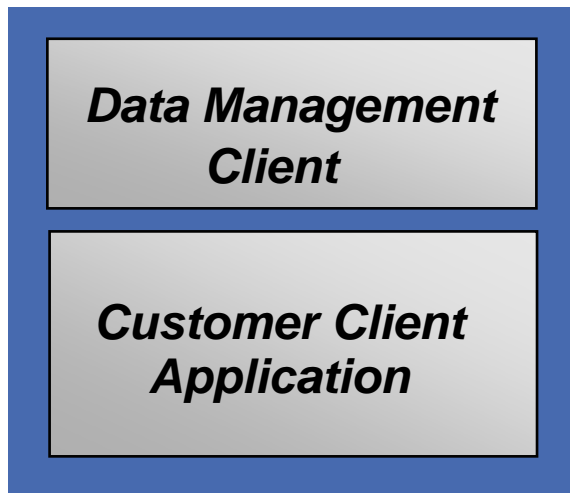 Data Management
Client
Customer Client
Application